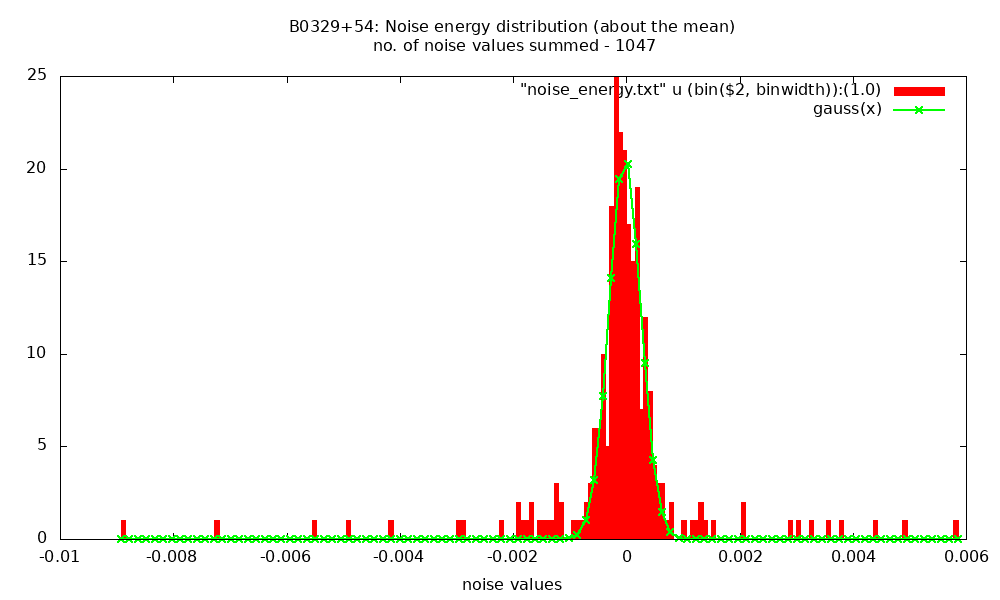 B0329+54: Noise energy distribution (about the mean)
no. of noise values summed - 1047
"noise_energy.txt" u (bin($2, binwidth)):(1.0)
gauss(x)
25
20
15
10
5
0
-0.01 -0.008 -0.006 -0.004 -0.002 0 0.002 0.004 0.006
noise values